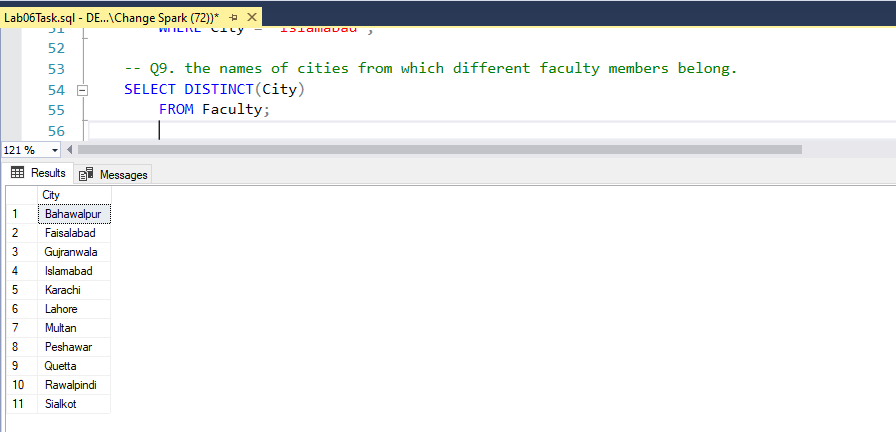 Lab06Task.sql - DE...\Change Spark (72))*
51 WHERE City = 'Islamabad';
52
53 -- Q9. the names of cities from which different faculty members belong.
54 SELECT DISTINCT(City)
55 FROM Faculty;
56
121 %
Results Messages
City
1 Bahawalpur
2 Faisalabad
3 Gujranwala
4 Islamabad
5 Karachi
6 Lahore
7 Multan
8 Peshawar
9 Quetta
10 Rawalpindi
11 Sialkot